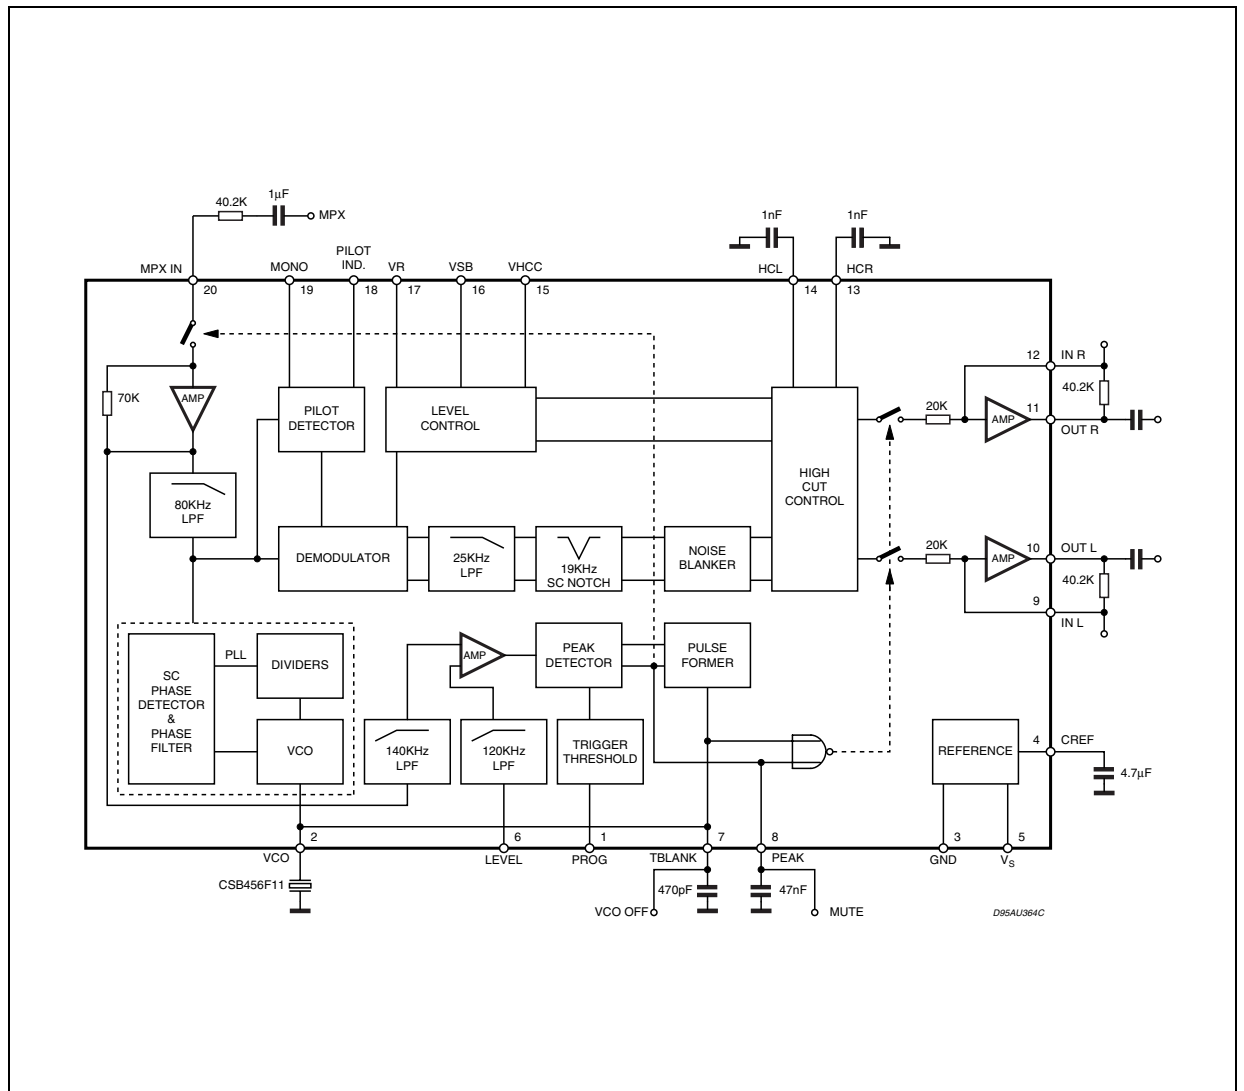 1µF
40.2K
MPX
1nF
1nF
PILOT
IND.
MPX IN
MONO
VR
VSB
VHCC
HCL
HCR
20
19
18
17
16
15
14
13
12
IN R
40.2K
70K
AMP
PILOT
DETECTOR
LEVEL
CONTROL
20K
AMP
11
OUT R
HIGH
CUT
CONTROL
80KHz
LPF
DEMODULATOR
25KHz
LPF
19KHz
SC NOTCH
NOISE
BLANKER
20K
AMP
10
OUT L
40.2K
9
IN L
SC
PHASE
DETECTOR
&
PHASE
FILTER
PLL
DIVIDERS
VCO
AMP
PEAK
DETECTOR
PULSE
FORMER
140KHz
LPF
120KHz
LPF
TRIGGER
THRESHOLD
REFERENCE
4
CREF
4.7µF
2
6
1
7
8
3
5
VCO
LEVEL
PROG
TBLANK
PEAK
GND
VS
CSB456F11
470pF
47nF
VCO OFF
MUTE
D95AU364C